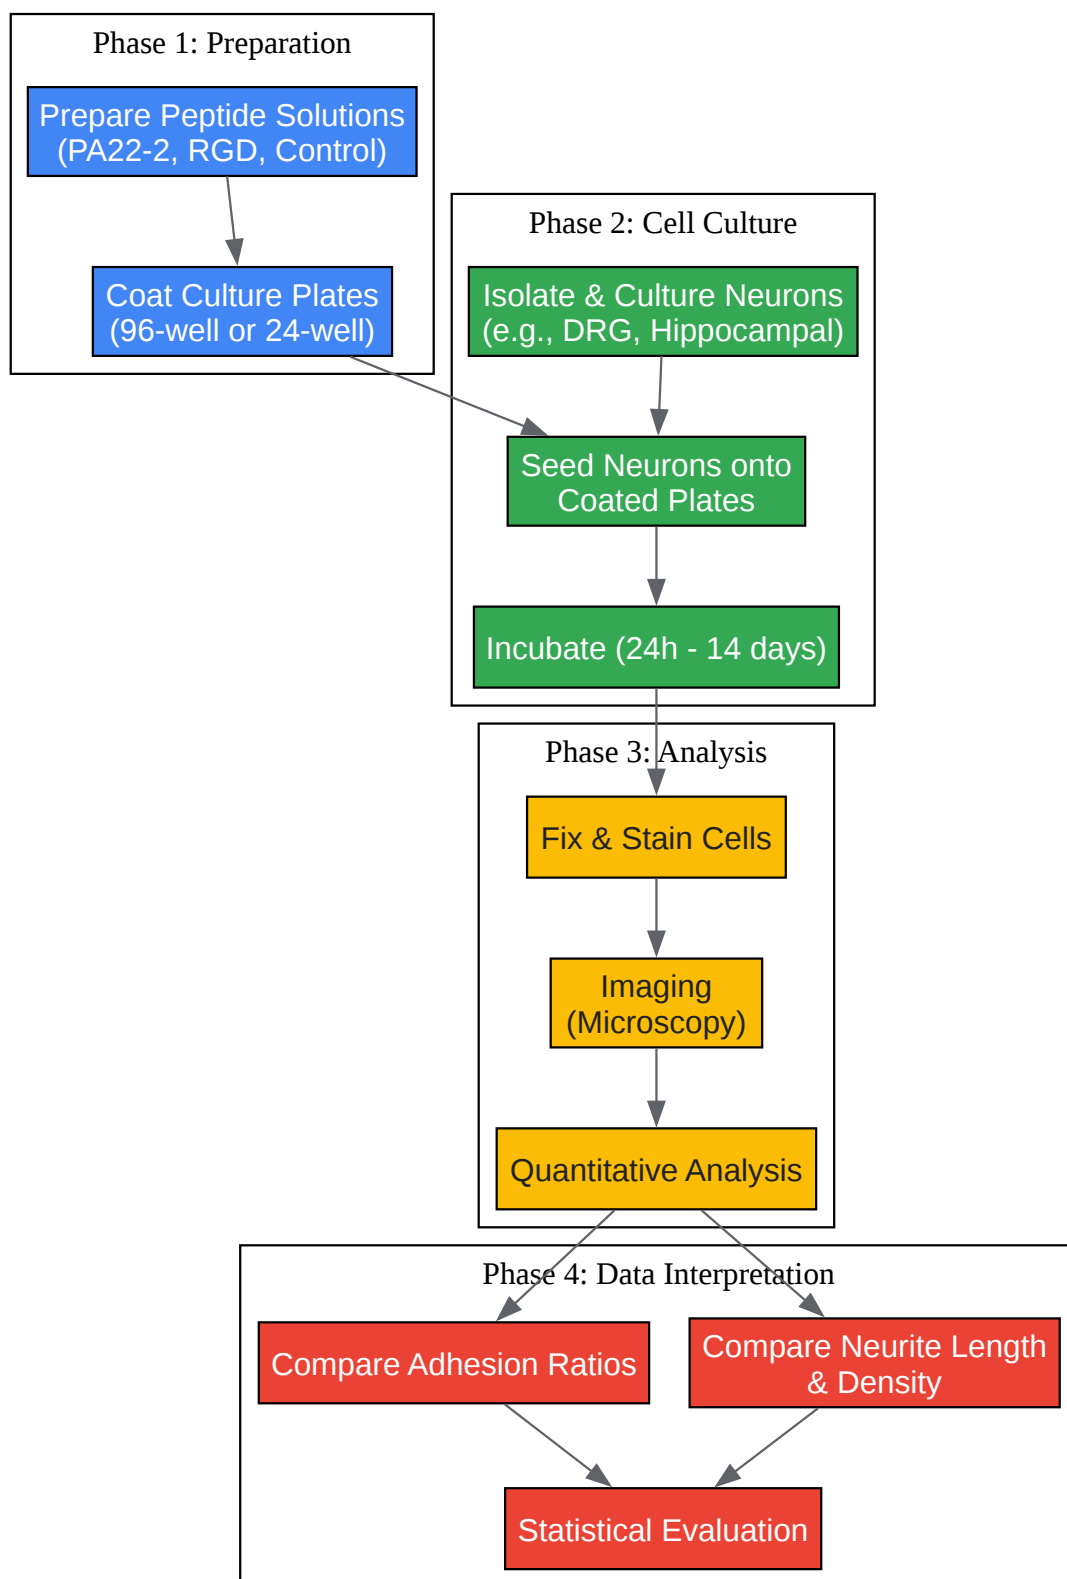 Phase 1: Preparation
Prepare Peptide Solutions
(PA22-2, RGD, Control)
Coat Culture Plates
(96-well or 24-well)
Phase 2: Cell Culture
Isolate & Culture Neurons
(e.g., DRG, Hippocampal)
Seed Neurons onto
Coated Plates
Incubate (24h - 14 days)
Phase 3: Analysis
Fix & Stain Cells
Imaging
(Microscopy)
Quantitative Analysis
Phase 4: Data Interpretation
Compare Adhesion Ratios
Compare Neurite Length
& Density
Statistical Evaluation